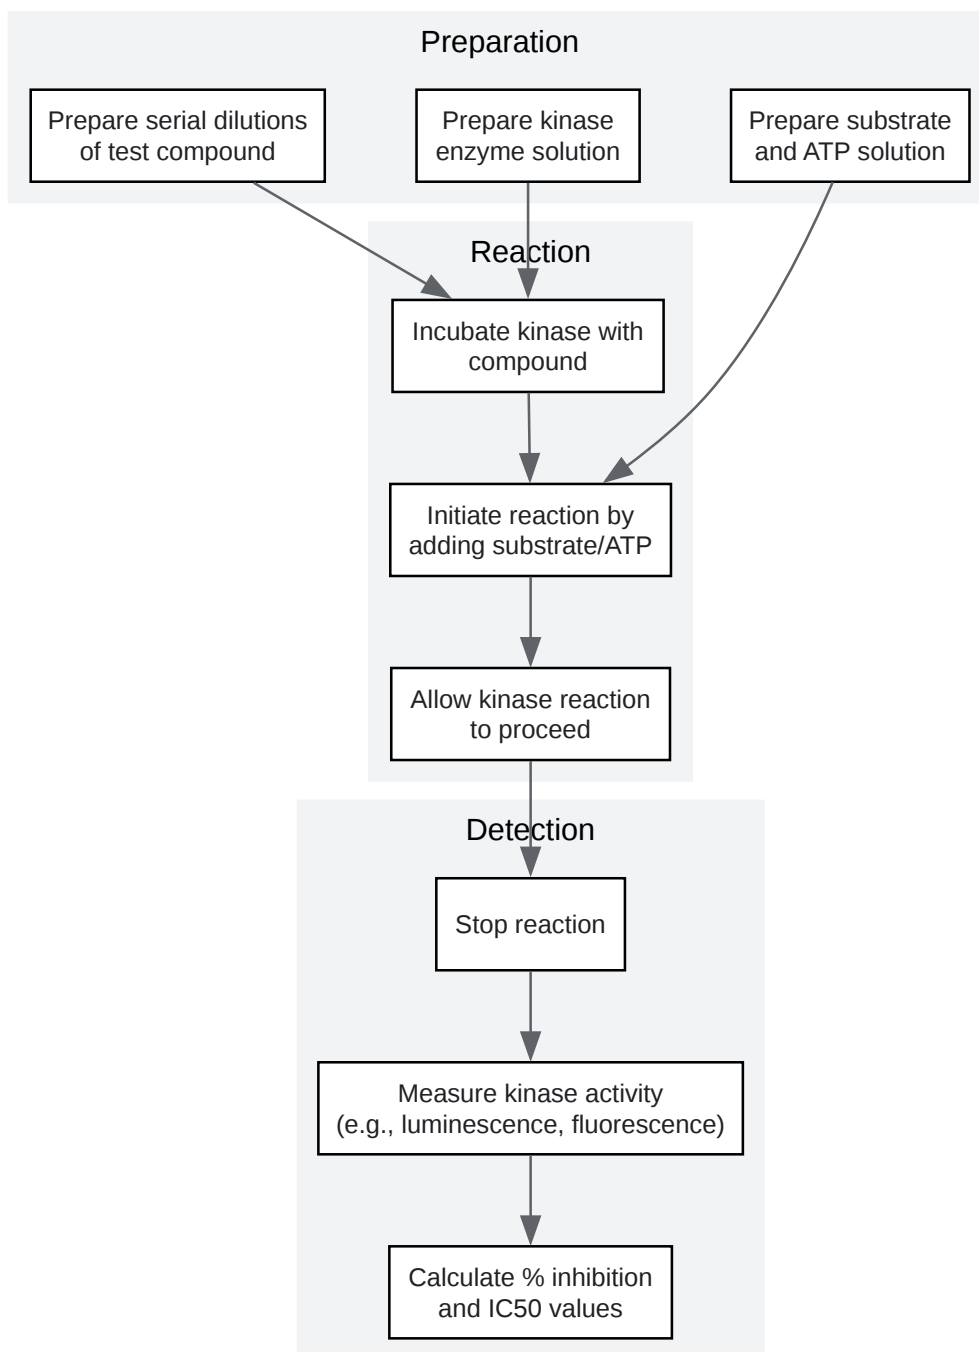 Preparation
Prepare serial dilutions
of test compound
Prepare kinase
enzyme solution
Prepare substrate
and ATP solution
Reaction
Incubate kinase with
compound
Initiate reaction by
adding substrate/ATP
Allow kinase reaction
to proceed
Detection
Stop reaction
Measure kinase activity
(e.g., luminescence, fluorescence)
Calculate % inhibition
and IC50 values